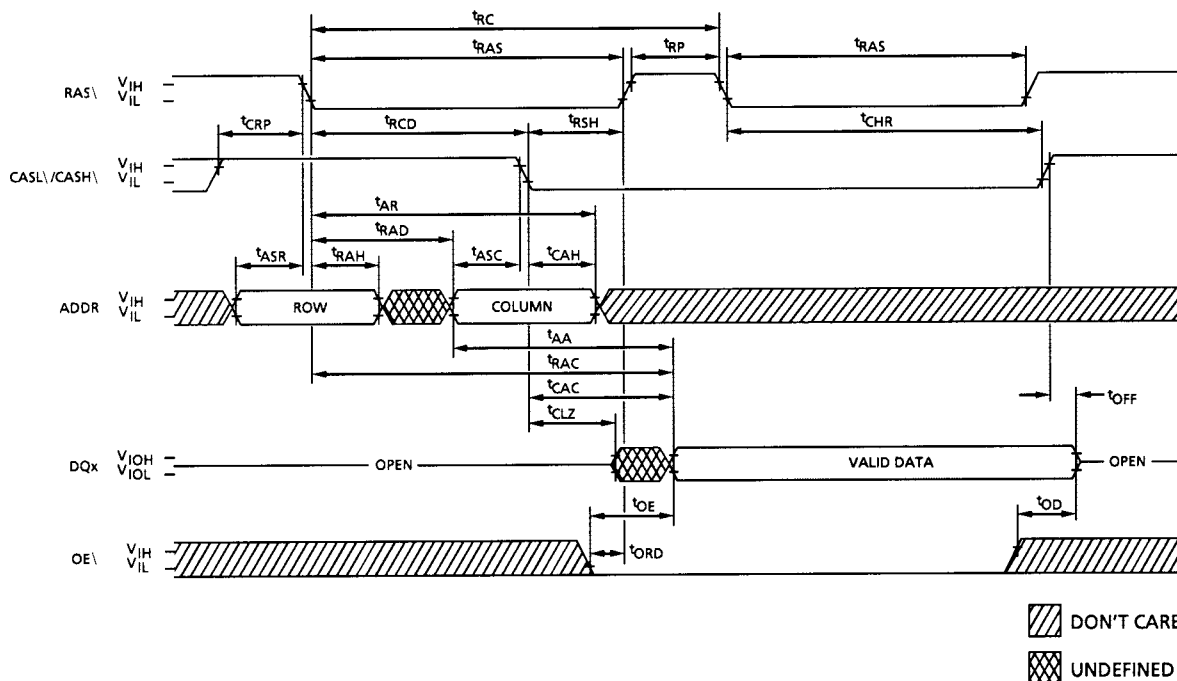 tRC
tRAS tRP tRAS
RAS\ VIH
VIL
tCRP tRCD tRSH tCHR
CASL\/CASH\ VIH
VIL
tAR
tRAD
tASR tRAH tASC tCAH
ADDR VIH
VIL
ROW COLUMN
tAA
tRAC
tCAC
tCLZ tOFF
DQx VIOH
VIOL
OPEN VALID DATA OPEN
tOE tOD
tORD
OE\ VIH
VIL
DON'T CARE
UNDEFINED